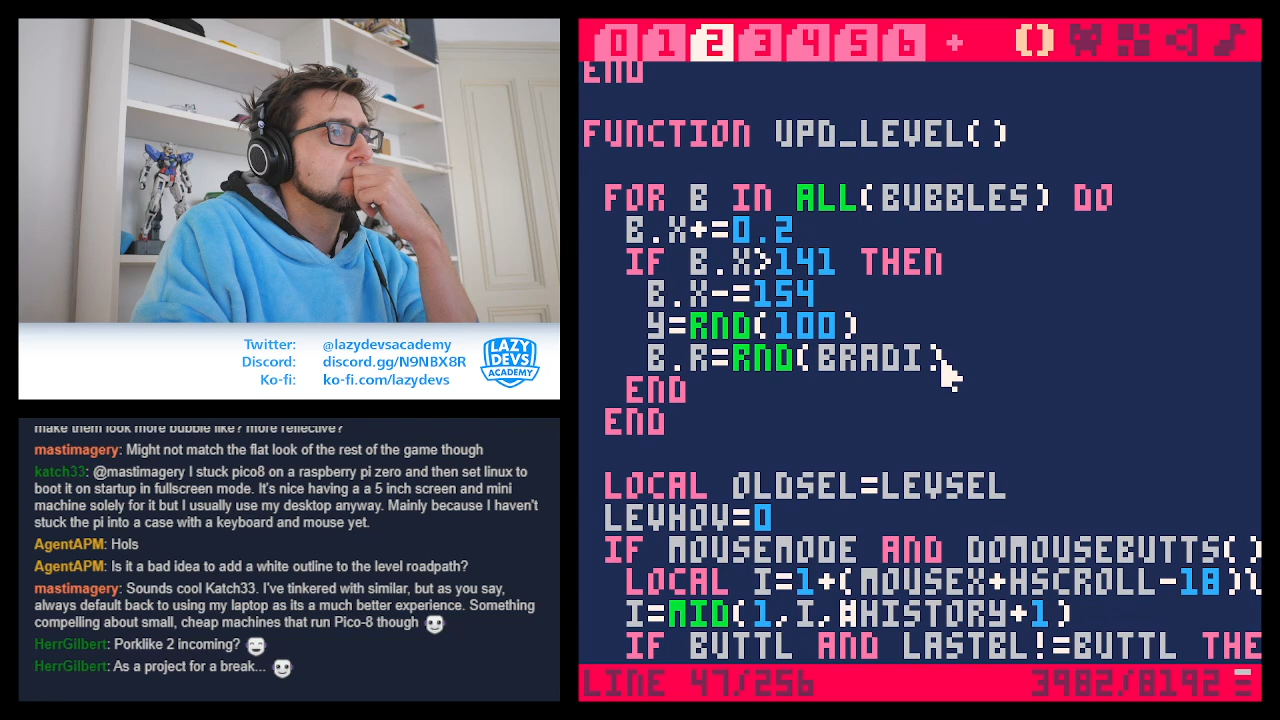 Twitter: @lazydevsacademy
Discord: discord.gg/N9NBX8R
Ko-fi: ko-fi.com/lazydevs
LAZY
DEVS
ACADEMY
make them look more bubble like? more reflective?
mastimagery: Might not match the flat look of the rest of the game though
katch33: @mastimagery I stuck pico8 on a raspberry pi zero and then set linux to
boot it on startup in fullscreen mode. It's nice having a a 5 inch screen and mini
machine solely for it but I usually use my desktop anyway. Mainly because I haven't
stuck the pi into a case with a keyboard and mouse yet.
AgentAPM: Hols
AgentAPM: Is it a bad idea to add a white outline to the level roadpath?
mastimagery: Sounds cool Katch33. I've tinkered with similar, but as you say,
always default back to using my laptop as its a much better experience. Something
compelling about small, cheap machines that run Pico-8 though
HerrGIlbert: Porklike 2 incoming?
HerrGIlbert: As a project for a break...
0 1 2 3 4 5 6 + ()
END
FUNCTION UPD_LEVEL()
FOR B IN ALL(BUBBLES) DO
B.X+=0.2
IF B.X>141 THEN
B.X-=154
Y=RND(100)
B.R=RND(BRADI)
END
END
LOCAL OLDSEL=LEVSEL
LEVHOV=0
IF MOUSEMODE AND DOMOUSEBUTTS()
LOCAL I=1+(MOUSEX+HSCROLL-18)\
I=MID(1,I,#HISTORY+1)
IF BUTTL AND LASTBL!=BUTTL THE
LINE 47/256 3982/8192